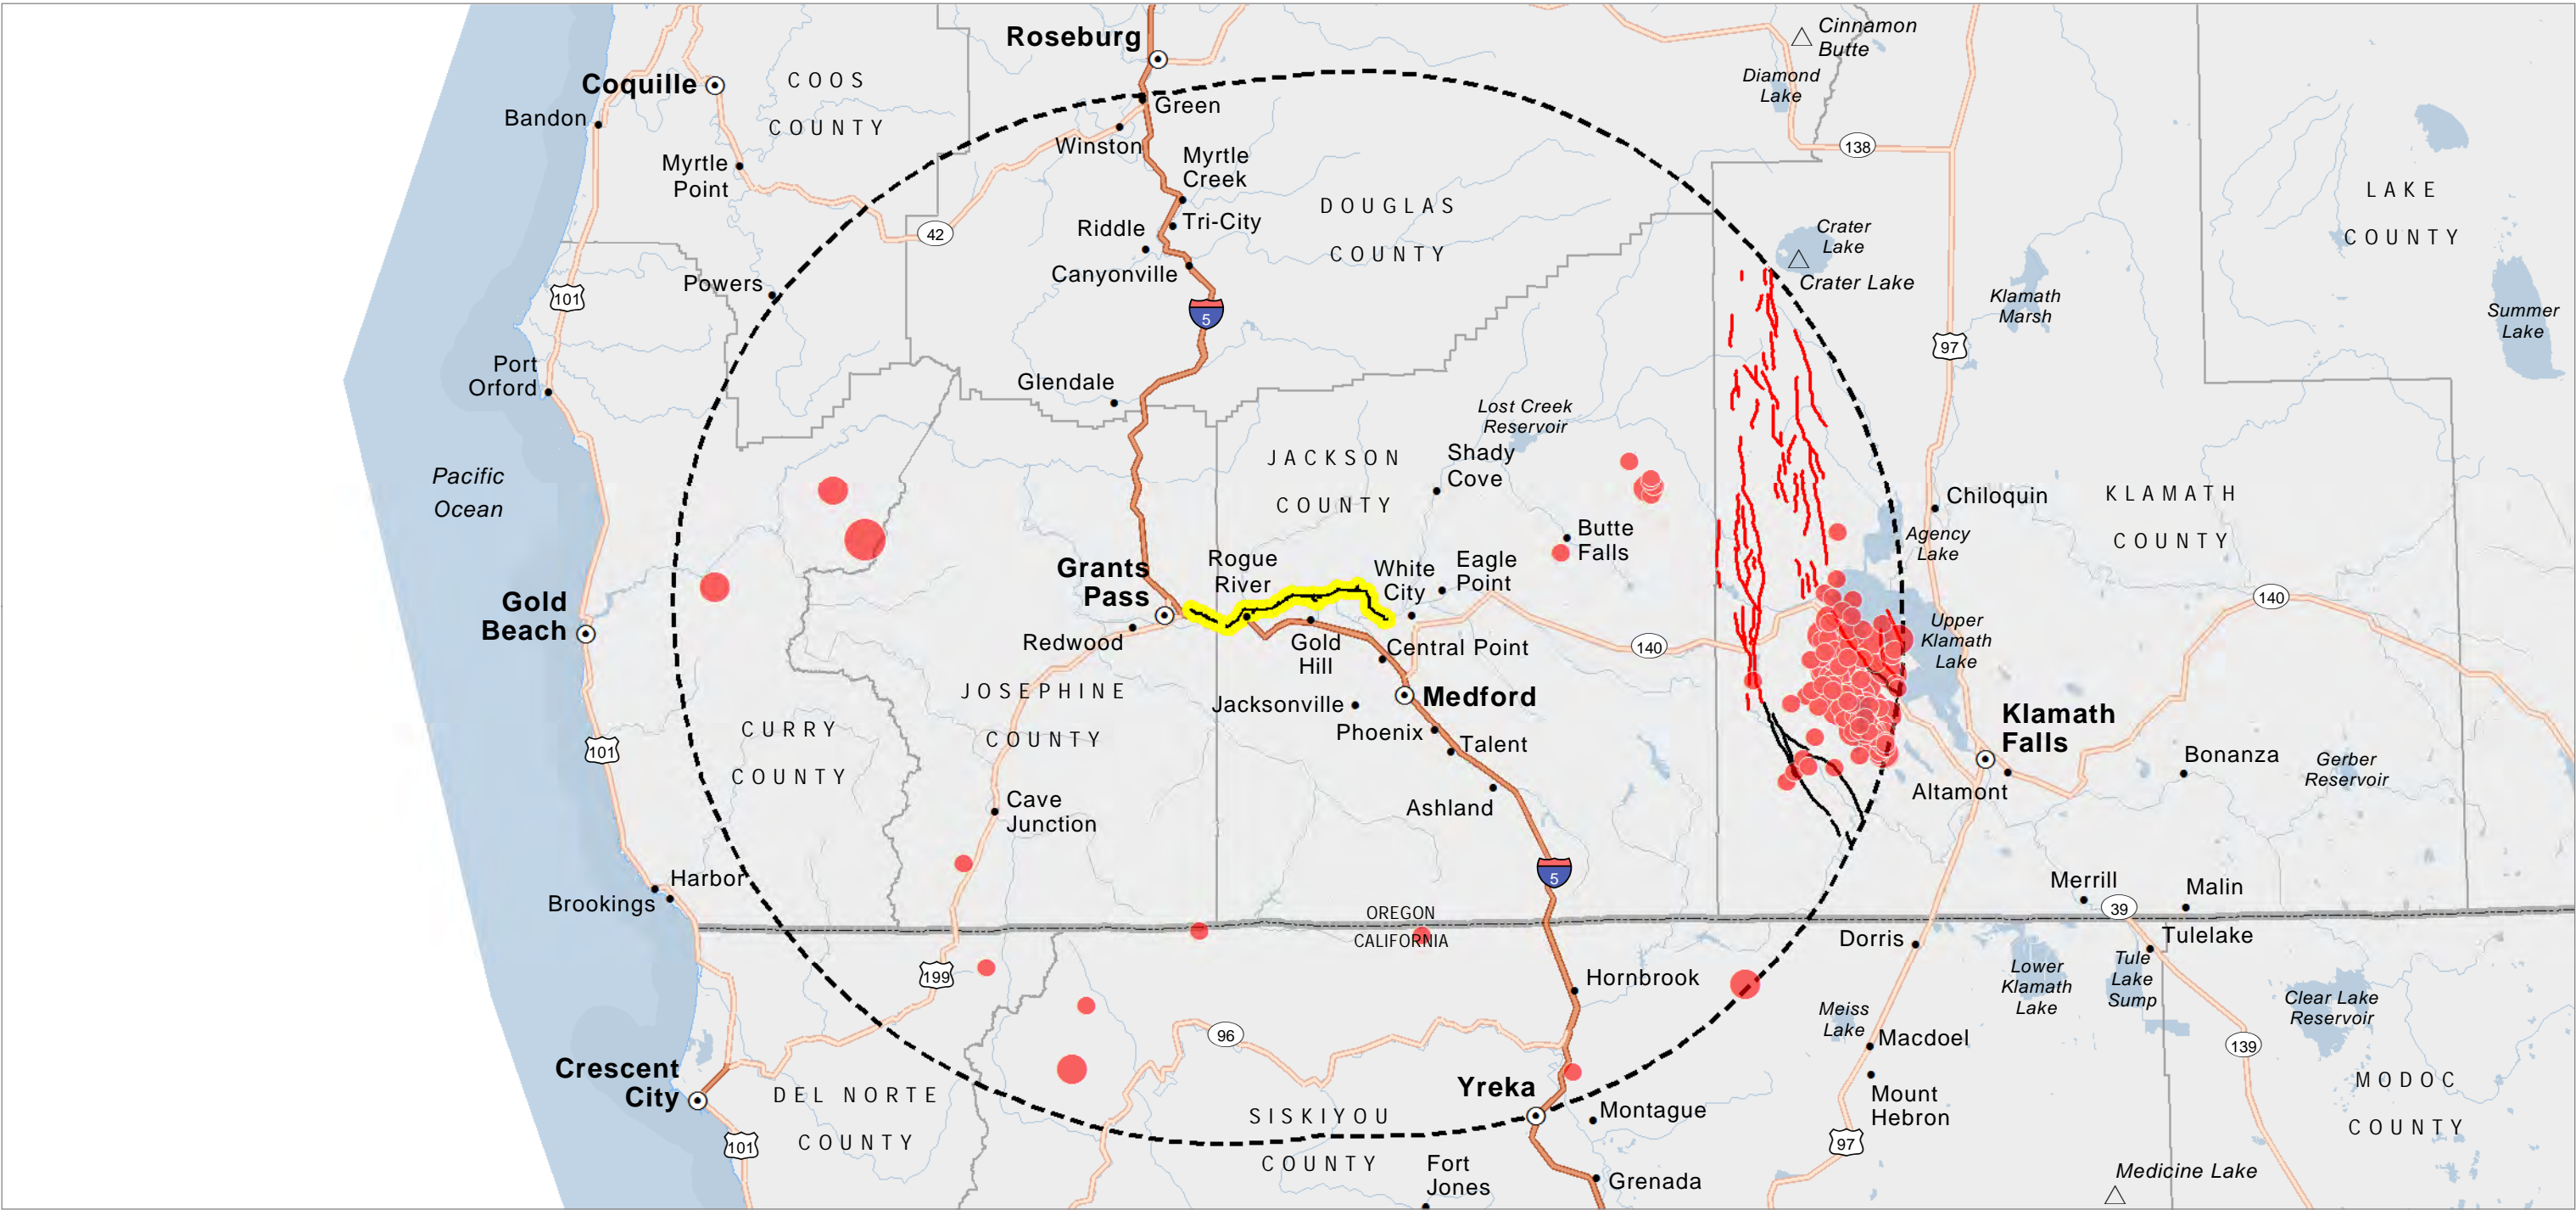 Roseburg
Cinnamon
Butte
Coquille
COOS
COUNTY
Diamond
Lake
Bandon
Green
Winston
138
Myrtle
Point
Myrtle
Creek
LAKE
COUNTY
DOUGLAS
COUNTY
Riddle
Tri-City
42
Crater
Lake
Canyonville
Crater Lake
Powers
101
Klamath
Marsh
5
Summer
Lake
97
Port
Orford
Glendale
Lost Creek
Reservoir
Shady
Cove
JACKSON
COUNTY
Pacific
Ocean
Chiloquin
KLAMATH
COUNTY
Butte
Falls
Agency
Lake
Rogue
River
White
City
Eagle
Point
Grants
Pass
Gold
Beach
140
Redwood
Gold
Hill
Central Point
140
Upper
Klamath
Lake
JOSEPHINE
COUNTY
Medford
Jacksonville
Phoenix
Talent
CURRY
COUNTY
101
Klamath
Falls
Bonanza
Gerber
Reservoir
Altamont
Ashland
Cave
Junction
5
Harbor
Brookings
Merrill
Malin
39
OREGON
CALIFORNIA
Dorris
Tulelake
199
Hornbrook
Lower
Klamath
Lake
Tule
Lake
Sump
Clear Lake
Reservoir
Meiss
Lake
96
Macdoel
139
Crescent
City
DEL NORTE
COUNTY
Yreka
Mount
Hebron
MODOC
COUNTY
SISKIYOU
COUNTY
Montague
101
97
Fort
Jones
Grenada
Medicine Lake